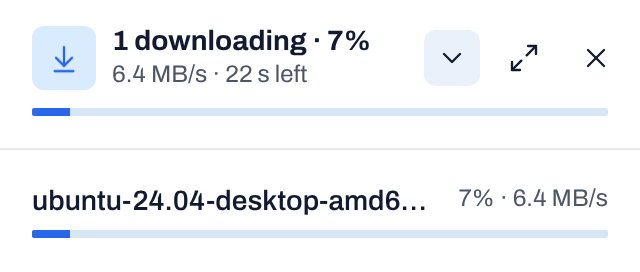 1 downloading · 7%
6.4 MB/s · 22 s left
ubuntu-24.04-desktop-amd6… 7% · 6.4 MB/s